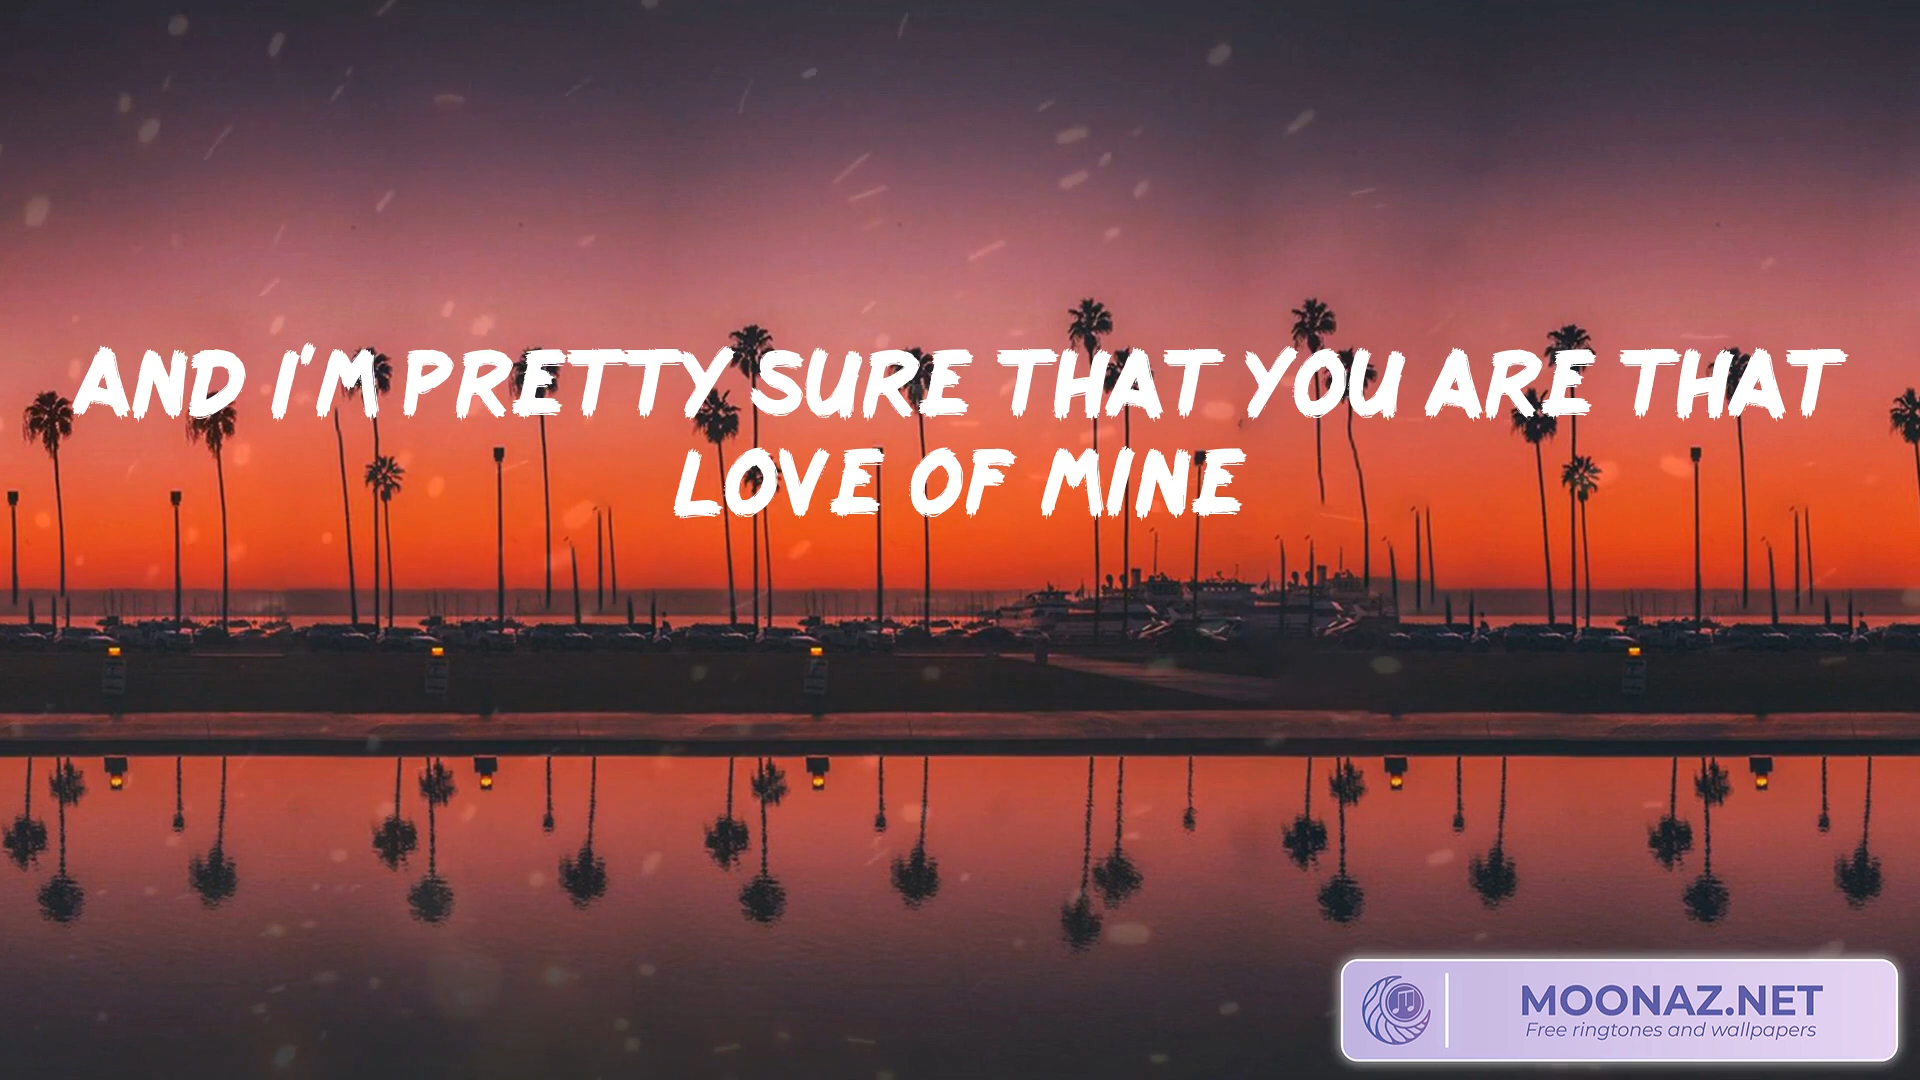 AND I'M PRETTY SURE THAT YOU ARE THAT
LOVE OF MINE
MOONAZ.NET
Free ringtones and wallpapers